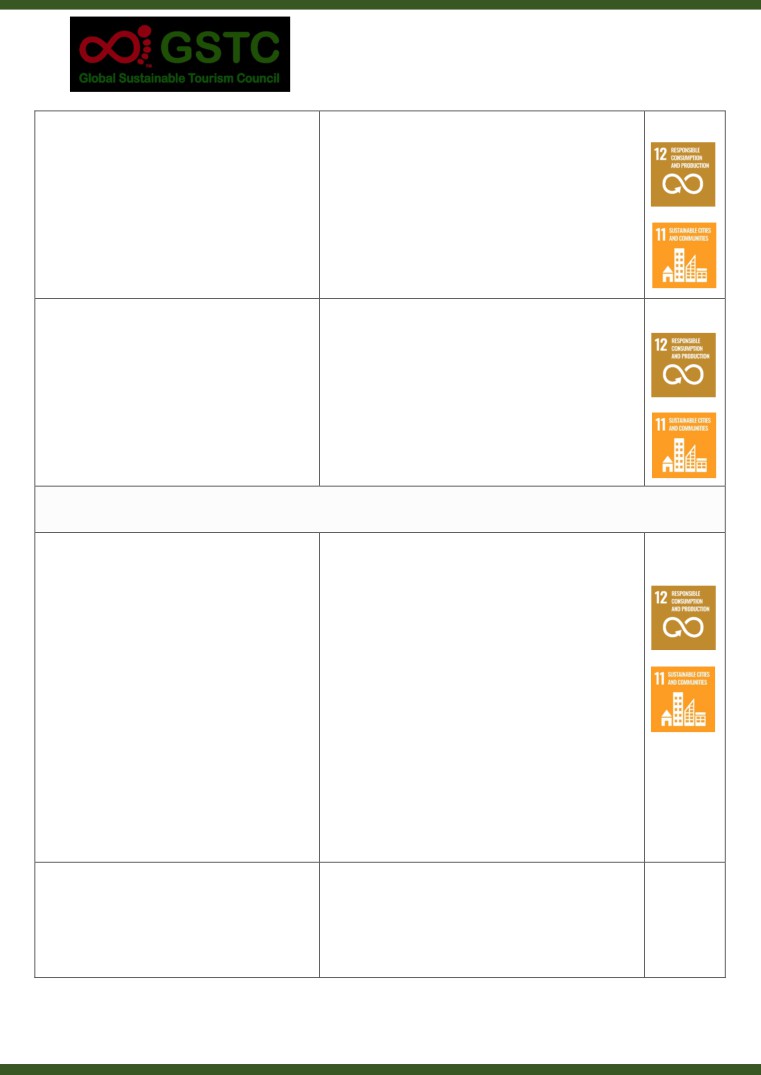 GSTC
Global Sustainable Tourism Council
12 RESPONSIBLE
CONSUMPTION
AND PRODUCTION
11 SUSTAINABLE CITIES
AND COMMUNITIES
12 RESPONSIBLE
CONSUMPTION
AND PRODUCTION
11 SUSTAINABLE CITIES
AND COMMUNITIES
12 RESPONSIBLE
CONSUMPTION
AND PRODUCTION
11 SUSTAINABLE CITIES
AND COMMUNITIES